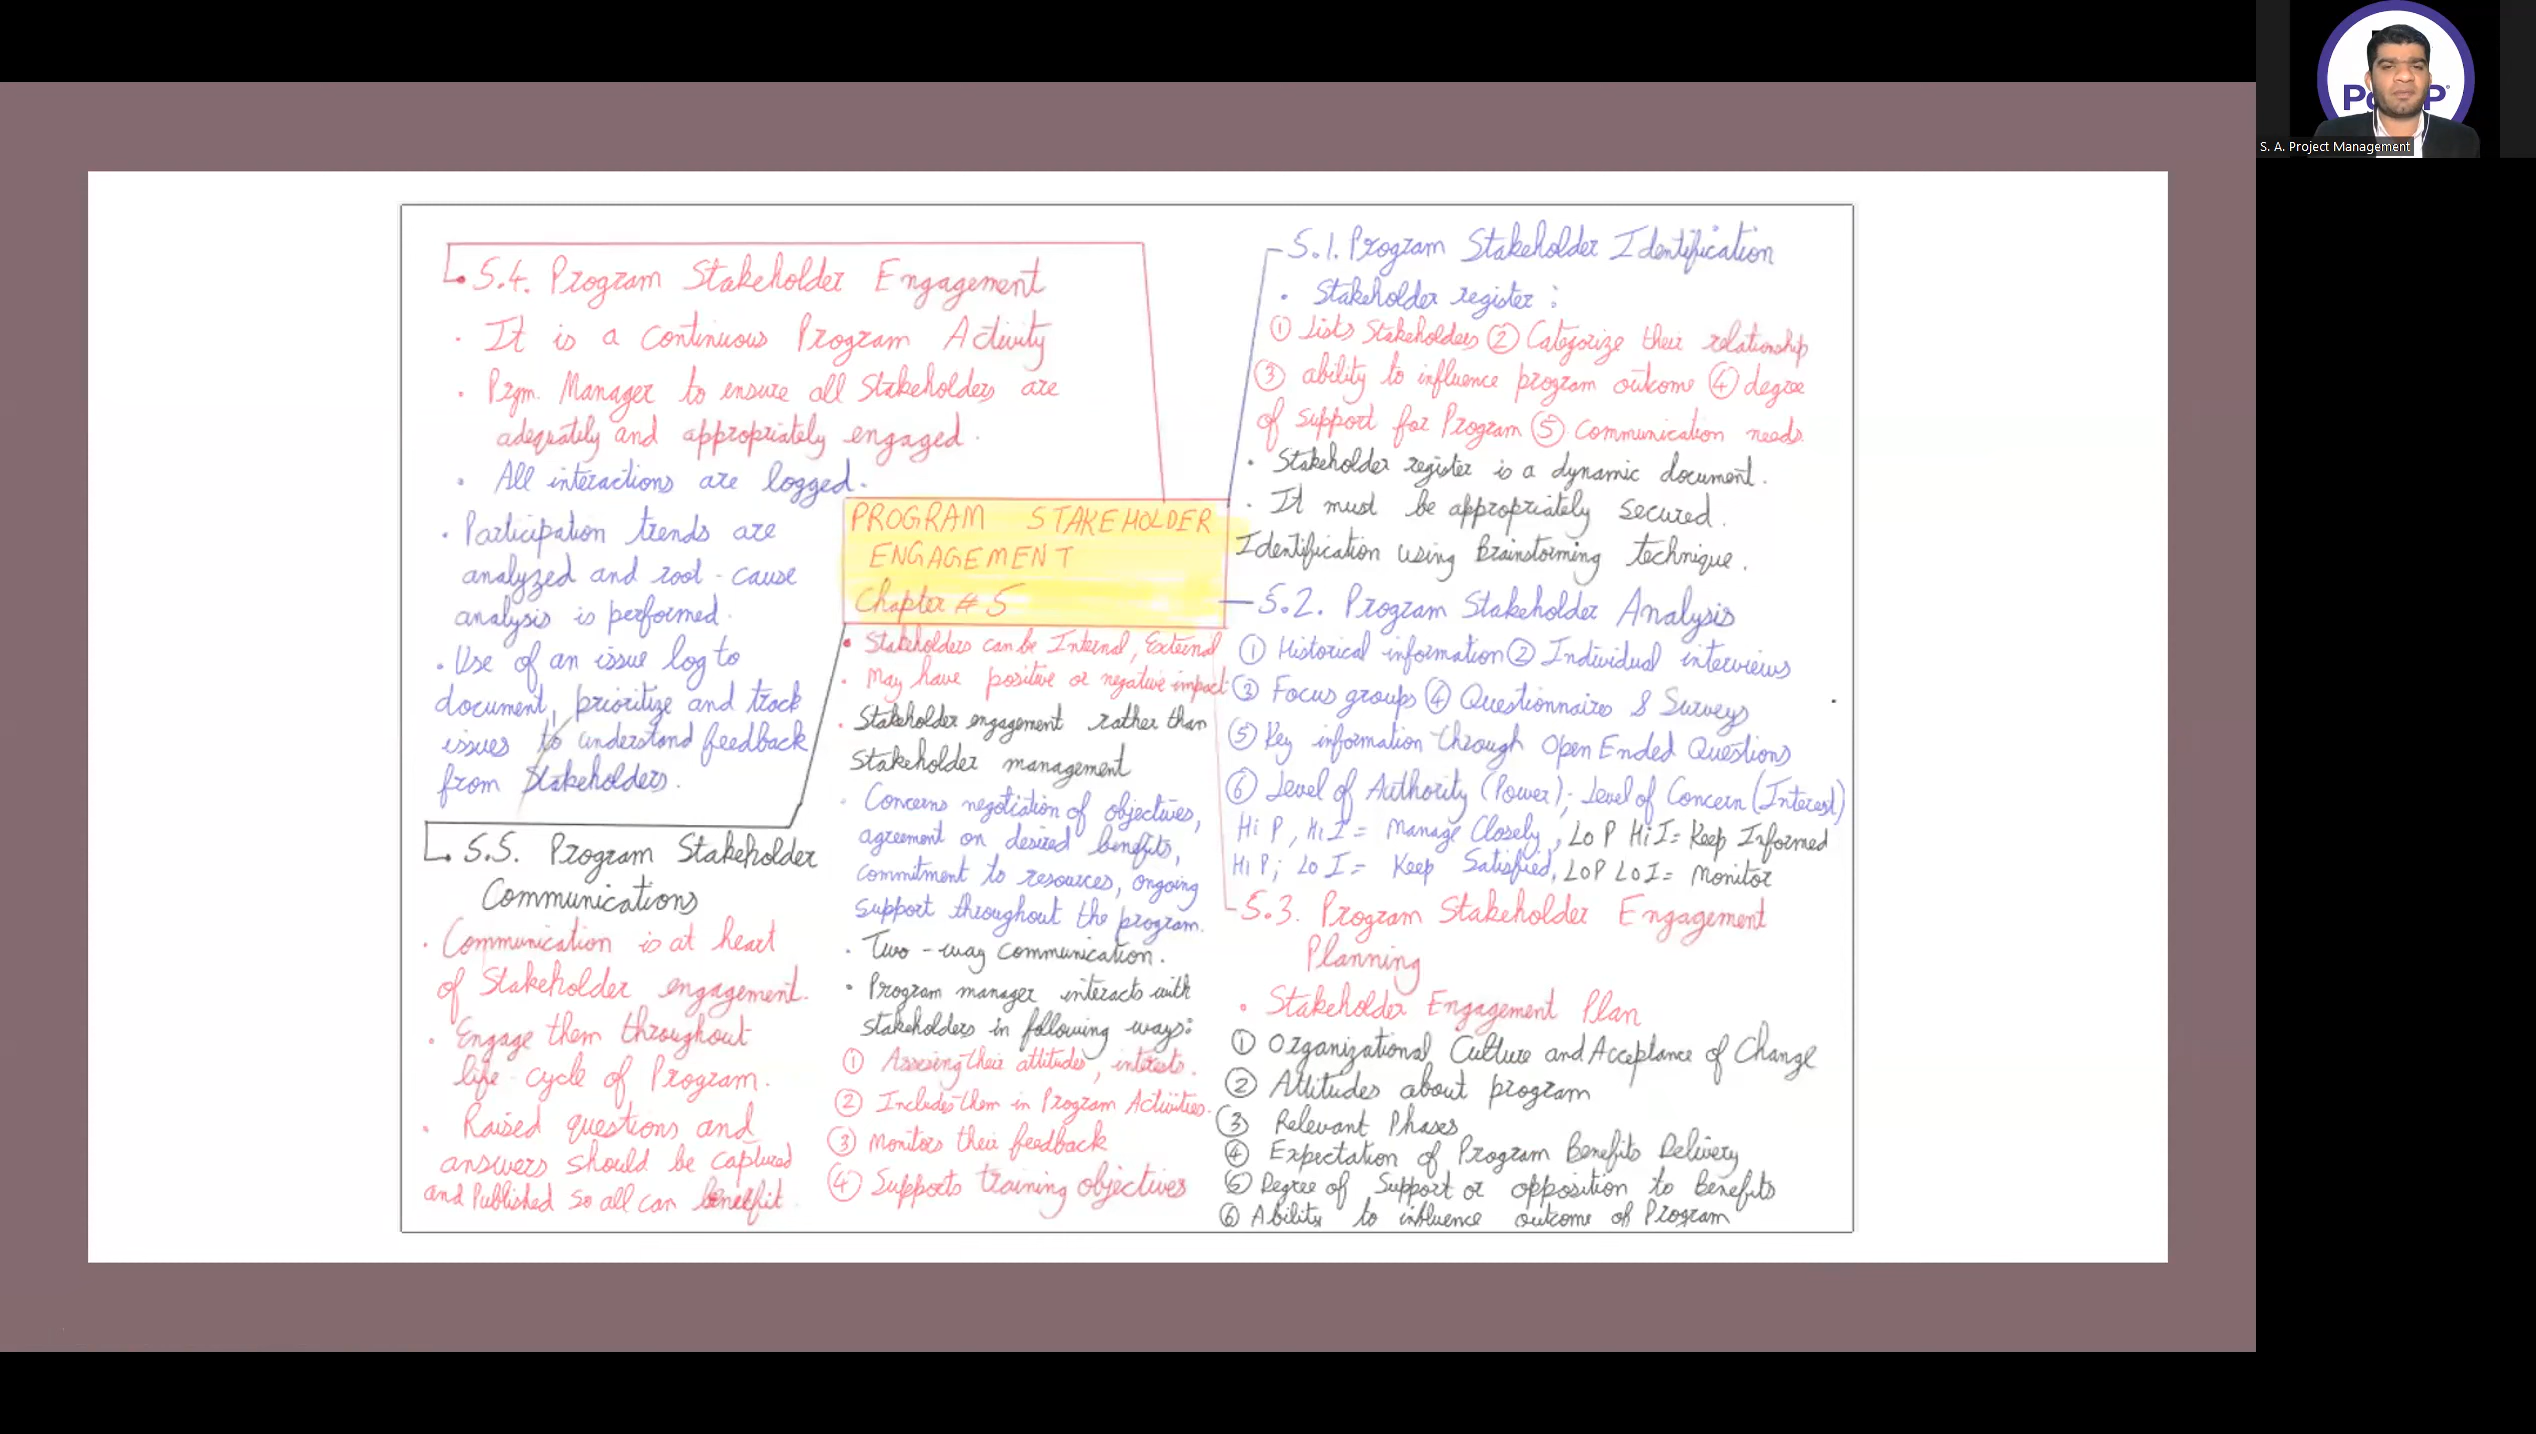 S. A. Project Management
PROGRAM STAKEHOLDER
ENGAGEMENT
Chapter # 5
• Stakeholders can be Internal, External
• May have positive or negative impact
• Stakeholder engagement rather than
Stakeholder management
• Concerns negotiation of objectives,
agreement on desired benefits,
commitment to resources, ongoing
support throughout the program.
• Two-way communication.
• Program manager interacts with
stakeholders in following ways:
① Assesing their attitudes, interests.
② Includes them in Program Activities.
③ Monitors their feedback
④ Supports training objectives
5.1. Program Stakeholder Identification
• Stakeholder register:
① Lists Stakeholders ② Categorize their relationship
③ ability to influence program outcome ④ degree
of support for Program ⑤ Communication needs
• Stakeholder register is a dynamic document.
• It must be appropriately secured.
Identification using Brainstorming technique.
5.2. Program Stakeholder Analysis
① Historical information ② Individual interviews
③ Focus groups ④ Questionnaires & Surveys
⑤ Key information through Open Ended Questions
⑥ Level of Authority (Power); Level of Concern (Interest)
Hi P, Hi I = Manage Closely, Lo P Hi I = Keep Informed
Hi P; Lo I = Keep Satisfied, Lo P Lo I = Monitor
5.3. Program Stakeholder Engagement
Planning
• Stakeholder Engagement Plan
① Organizational Culture and Acceptance of Change
② Attitudes about program
③ Relevant Phases
④ Expectation of Program Benefits Delivery
⑤ Degree of Support or opposition to Benefits
⑥ Ability to influence outcome of Program
5.4. Program Stakeholder Engagement
• It is a continuous Program Activity
• Prgm. Manager to ensure all Stakeholders are
adequately and appropriately engaged.
• All interactions are logged.
• Participation trends are
analyzed and root-cause
analysis is performed.
• Use of an issue log to
document, prioritize and track
issues to understand feedback
from Stakeholders.
5.5. Program Stakeholder
Communications
• Communication is at heart
of Stakeholder engagement.
• Engage them throughout
life cycle of Program.
• Raised questions and
answers should be captured
and Published so all can benefit.